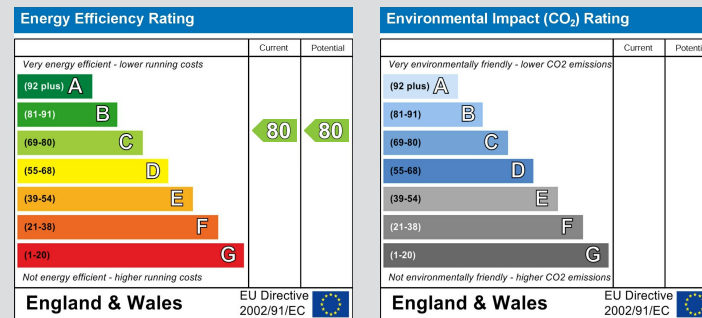 Energy Efficiency Rating
Current Potential
Very energy efficient - lower running costs
(92 plus) A
(81-91) B
(69-80) C
(55-68) D
(39-54) E
(21-38) F
(1-20) G
80 80
Not energy efficient - higher running costs
England & Wales
EU Directive
2002/91/EC
Environmental Impact (CO₂) Rating
Current Potenti
Very environmentally friendly - lower CO2 emissions
(92 plus) A
(81-91) B
(69-80) C
(55-68) D
(39-54) E
(21-38) F
(1-20) G
Not environmentally friendly - higher CO2 emissions
England & Wales
EU Directive
2002/91/EC